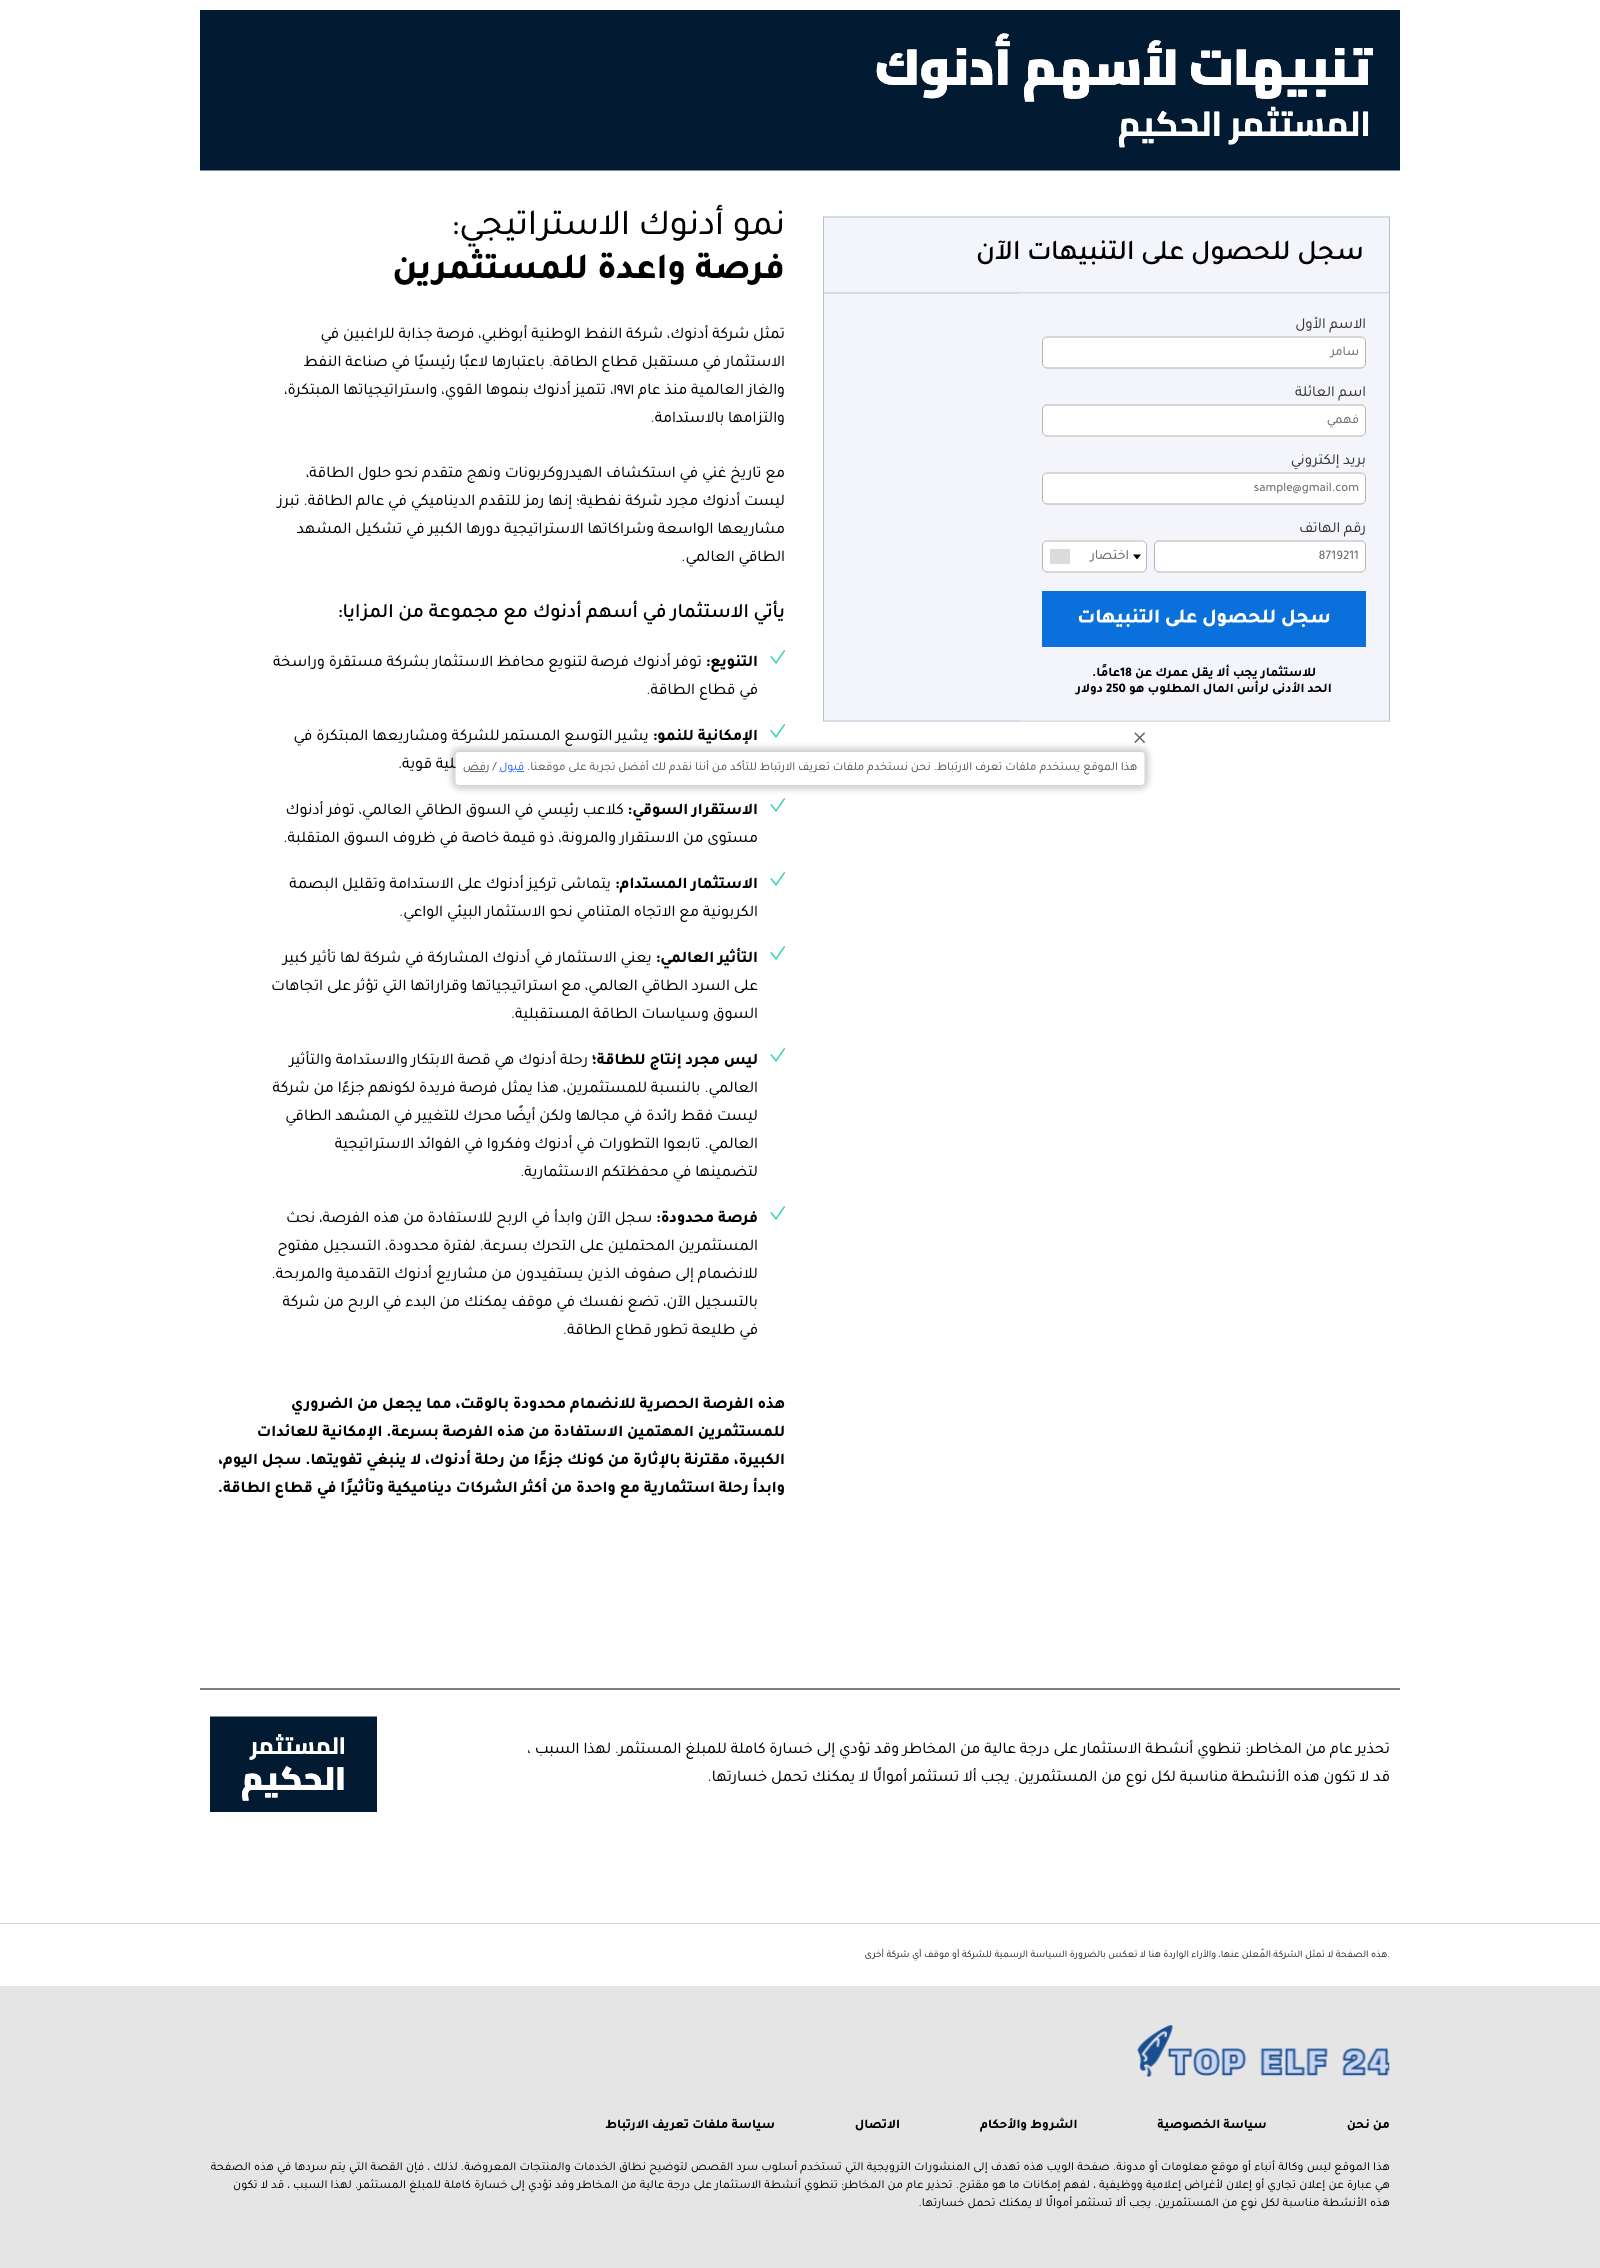 تنبيهات لأسهم أدنوك
المستثمر الحكيم
سجل للحصول على التنبيهات الآن
الاسم الأول
سامر
اسم العائلة
فهمي
بريد إلكتروني
sample@gmail.com
رقم الهاتف
8719211
اختصار
سجل للحصول على التنبيهات
للاستثمار يجب ألا يقل عمرك عن 18عامًا.
الحد الأدنى لرأس المال المطلوب هو 250 دولار
نمو أدنوك الاستراتيجي:
فرصة واعدة للمستثمرين
تمثل شركة أدنوك، شركة النفط الوطنية أبوظبي، فرصة جذابة للراغبين في
الاستثمار في مستقبل قطاع الطاقة. باعتبارها لاعبًا رئيسيًا في صناعة النفط
والغاز العالمية منذ عام ١٩٧١، تتميز أدنوك بنموها القوي، واستراتيجياتها المبتكرة،
والتزامها بالاستدامة.
مع تاريخ غني في استكشاف الهيدروكربونات ونهج متقدم نحو حلول الطاقة،
ليست أدنوك مجرد شركة نفطية؛ إنها رمز للتقدم الديناميكي في عالم الطاقة. تبرز
مشاريعها الواسعة وشراكاتها الاستراتيجية دورها الكبير في تشكيل المشهد
الطاقي العالمي.
يأتي الاستثمار في أسهم أدنوك مع مجموعة من المزايا:
التنويع: توفر أدنوك فرصة لتنويع محافظ الاستثمار بشركة مستقرة وراسخة
في قطاع الطاقة.
الإمكانية للنمو: يشير التوسع المستمر للشركة ومشاريعها المبتكرة في
قوية.
هذا الموقع يستخدم ملفات تعرف الارتباط. نحن نستخدم ملفات تعريف الارتباط للتأكد من أننا نقدم لك أفضل تجربة على موقعنا. قبول / رفض
الاستقرار السوقي: كلاعب رئيسي في السوق الطاقي العالمي، توفر أدنوك
مستوى من الاستقرار والمرونة، ذو قيمة خاصة في ظروف السوق المتقلبة.
الاستثمار المستدام: يتماشى تركيز أدنوك على الاستدامة وتقليل البصمة
الكربونية مع الاتجاه المتنامي نحو الاستثمار البيئي الواعي.
التأثير العالمي: يعني الاستثمار في أدنوك المشاركة في شركة لها تأثير كبير
على السرد الطاقي العالمي، مع استراتيجياتها وقراراتها التي تؤثر على اتجاهات
السوق وسياسات الطاقة المستقبلية.
ليس مجرد إنتاج للطاقة؛ رحلة أدنوك هي قصة الابتكار والاستدامة والتأثير
العالمي. بالنسبة للمستثمرين، هذا يمثل فرصة فريدة لكونهم جزءًا من شركة
ليست فقط رائدة في مجالها ولكن أيضًا محرك للتغيير في المشهد الطاقي
العالمي. تابعوا التطورات في أدنوك وفكروا في الفوائد الاستراتيجية
لتضمينها في محفظتكم الاستثمارية.
فرصة محدودة: سجل الآن وابدأ في الربح للاستفادة من هذه الفرصة، نحث
المستثمرين المحتملين على التحرك بسرعة. لفترة محدودة، التسجيل مفتوح
للانضمام إلى صفوف الذين يستفيدون من مشاريع أدنوك التقدمية والمربحة.
بالتسجيل الآن، تضع نفسك في موقف يمكنك من البدء في الربح من شركة
في طليعة تطور قطاع الطاقة.
هذه الفرصة الحصرية للانضمام محدودة بالوقت، مما يجعل من الضروري
للمستثمرين المهتمين الاستفادة من هذه الفرصة بسرعة. الإمكانية للعائدات
الكبيرة، مقترنة بالإثارة من كونك جزءًا من رحلة أدنوك، لا ينبغي تفويتها. سجل اليوم،
وابدأ رحلة استثمارية مع واحدة من أكثر الشركات ديناميكية وتأثيرًا في قطاع الطاقة.
تحذير عام من المخاطر: تنطوي أنشطة الاستثمار على درجة عالية من المخاطر وقد تؤدي إلى خسارة كاملة للمبلغ المستثمر. لهذا السبب ،
قد لا تكون هذه الأنشطة مناسبة لكل نوع من المستثمرين. يجب ألا تستثمر أموالًا لا يمكنك تحمل خسارتها.
المستثمر
الحكيم
.هذه الصفحة لا تمثل الشركة المُعلن عنها، والآراء الواردة هنا لا تعكس بالضرورة السياسة الرسمية للشركة أو موقف أي شركة أخرى
TOP ELF 24
من نحن
سياسة الخصوصية
الشروط والأحكام
الاتصال
سياسة ملفات تعريف الارتباط
هذا الموقع ليس وكالة أنباء أو موقع معلومات أو مدونة. صفحة الويب هذه تهدف إلى المنشورات الترويجية التي تستخدم أسلوب سرد القصص لتوضيح نطاق الخدمات والمنتجات المعروضة. لذلك ، فإن القصة التي يتم سردها في هذه الصفحة
هي عبارة عن إعلان تجاري أو إعلان لأغراض إعلامية ووظيفية ، لفهم إمكانات ما هو مقترح. تحذير عام من المخاطر: تنطوي أنشطة الاستثمار على درجة عالية من المخاطر وقد تؤدي إلى خسارة كاملة للمبلغ المستثمر. لهذا السبب ، قد لا تكون
هذه الأنشطة مناسبة لكل نوع من المستثمرين. يجب ألا تستثمر أموالًا لا يمكنك تحمل خسارتها.